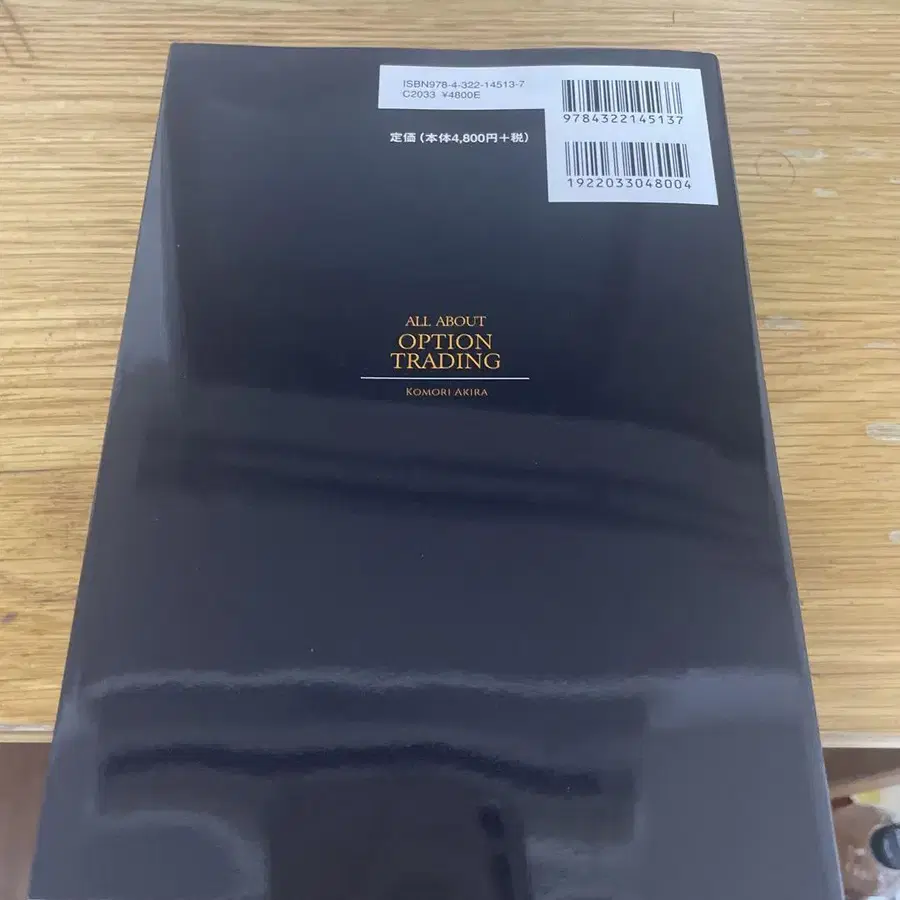 ISBN978-4-322-14513-7
C2033 ¥4800E
9784322145137
定価(本体4,800円+税)
1922033048004
ALL ABOUT
OPTION
TRADING
KOMORI AKIRA